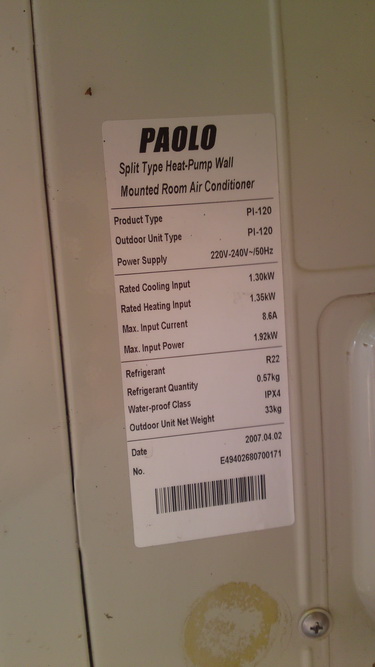 PAOLO
Split Type Heat-Pump Wall
Mounted Room Air Conditioner
Product Type PI-120
Outdoor Unit Type PI-120
Power Supply 220V-240V~/50Hz
Rated Cooling Input 1.30kW
Rated Heating Input 1.35kW
Max. Input Current 8.6A
Max. Input Power 1.92kW
Refrigerant R22
Refrigerant Quantity 0.57kg
Water-proof Class IPX4
Outdoor Unit Net Weight 33kg
Date 2007.04.02
No. E49402680700171